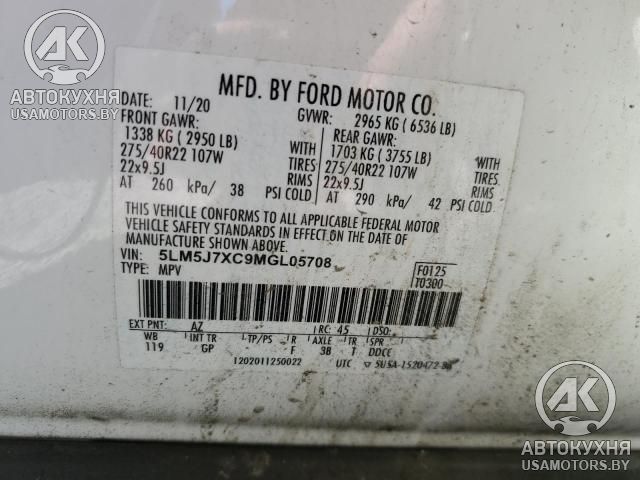 AK
АВТОКУХНЯ
USAMOTORS.BY
MFD. BY FORD MOTOR CO.
DATE: 11/20 GVWR: 2965 KG ( 6536 LB)
FRONT GAWR: REAR GAWR:
1338 KG ( 2950 LB) WITH 1703 KG ( 3755 LB) WITH
275/40R22 107W TIRES 275/40R22 107W TIRES
22x9.5J RIMS 22x9.5J RIMS
AT 260 kPa/ 38 PSI COLD AT 290 kPa/ 42 PSI COLD
THIS VEHICLE CONFORMS TO ALL APPLICABLE FEDERAL MOTOR
VEHICLE SAFETY STANDARDS IN EFFECT ON THE DATE OF
MANUFACTURE SHOWN ABOVE.
VIN: 5LM5J7XC9MGL05708
TYPE: MPV
F0125
T0300
EXT PNT: AZ RC: 45 DSO:
WB INT TR TP/PS R AXLE TR SPR
119 GP F 38 T DDCC
1202011250022 UTC
AK
АВТОКУХНЯ
USAMOTORS.BY